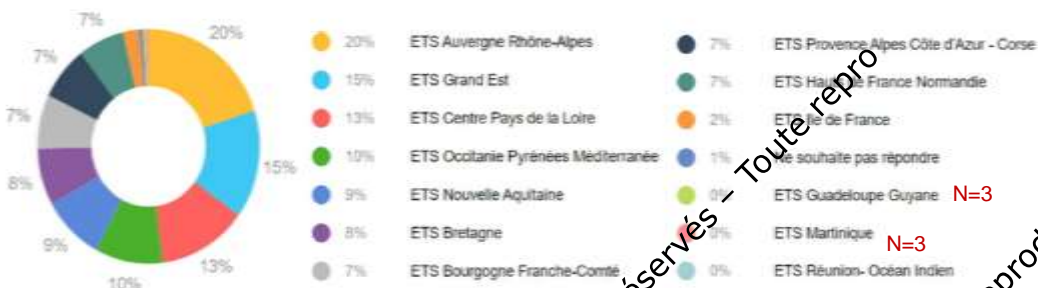 7%
20%
7%
7%
15%
8%
9%
13%
10%
20% ETS Auvergne Rhône-Alpes
15% ETS Grand Est
13% ETS Centre Pays de la Loire
10% ETS Occitanie Pyrénées Méditerranée
9% ETS Nouvelle Aquitaine
8% ETS Bretagne
7% ETS Bourgogne Franche-Comté
7% ETS Provence Alpes Côte d'Azur - Corse
7% ETS Hauts de France Normandie
2% ETS Ile de France
1% Ne souhaite pas répondre
0% ETS Guadeloupe Guyane N=3
0% ETS Martinique N=3
0% ETS Réunion- Océan Indien
éservés – Toute repro
eprod